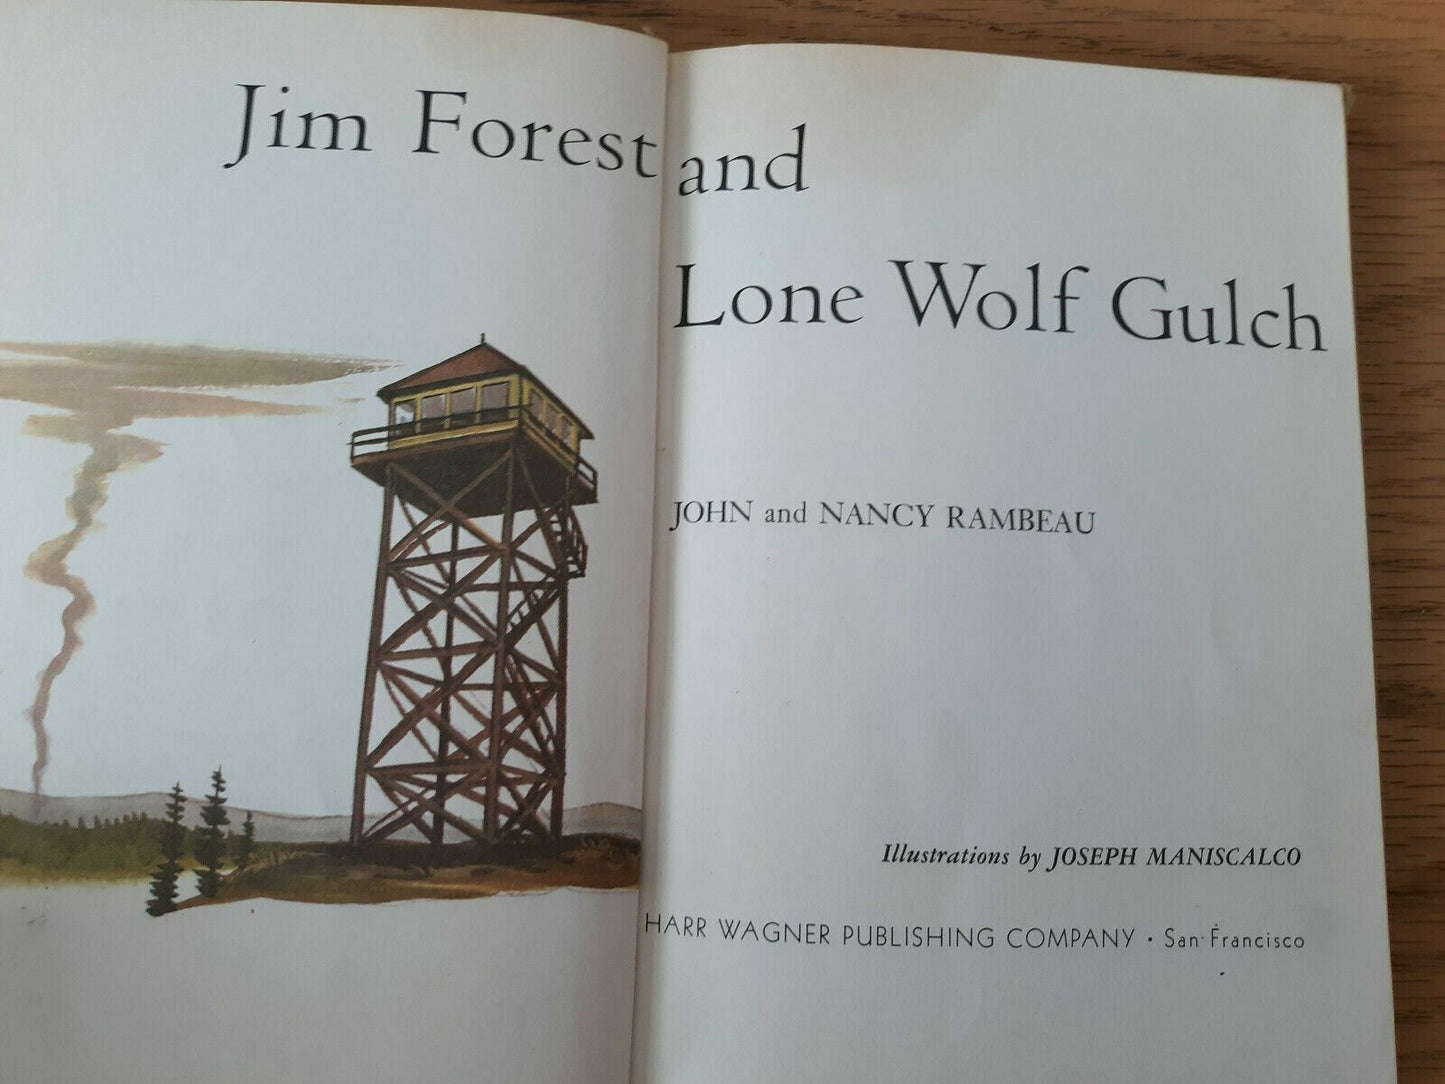 Jim Forest and
Lone Wolf Gulch
JOHN and NANCY RAMBEAU
Illustrations by JOSEPH MANISCALCO
HARR WAGNER PUBLISHING COMPANY • San Francisco